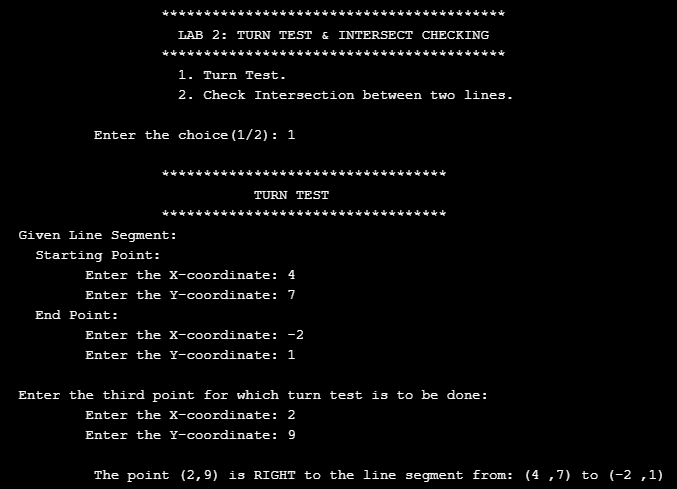 *****************************************
LAB 2: TURN TEST & INTERSECT CHECKING
*****************************************
1. Turn Test.
2. Check Intersection between two lines.
Enter the choice(1/2): 1
**********************************
TURN TEST
**********************************
Given Line Segment:
Starting Point:
Enter the X-coordinate: 4
Enter the Y-coordinate: 7
End Point:
Enter the X-coordinate: -2
Enter the Y-coordinate: 1
Enter the third point for which turn test is to be done:
Enter the X-coordinate: 2
Enter the Y-coordinate: 9
The point (2,9) is RIGHT to the line segment from: (4 ,7) to (-2 ,1)